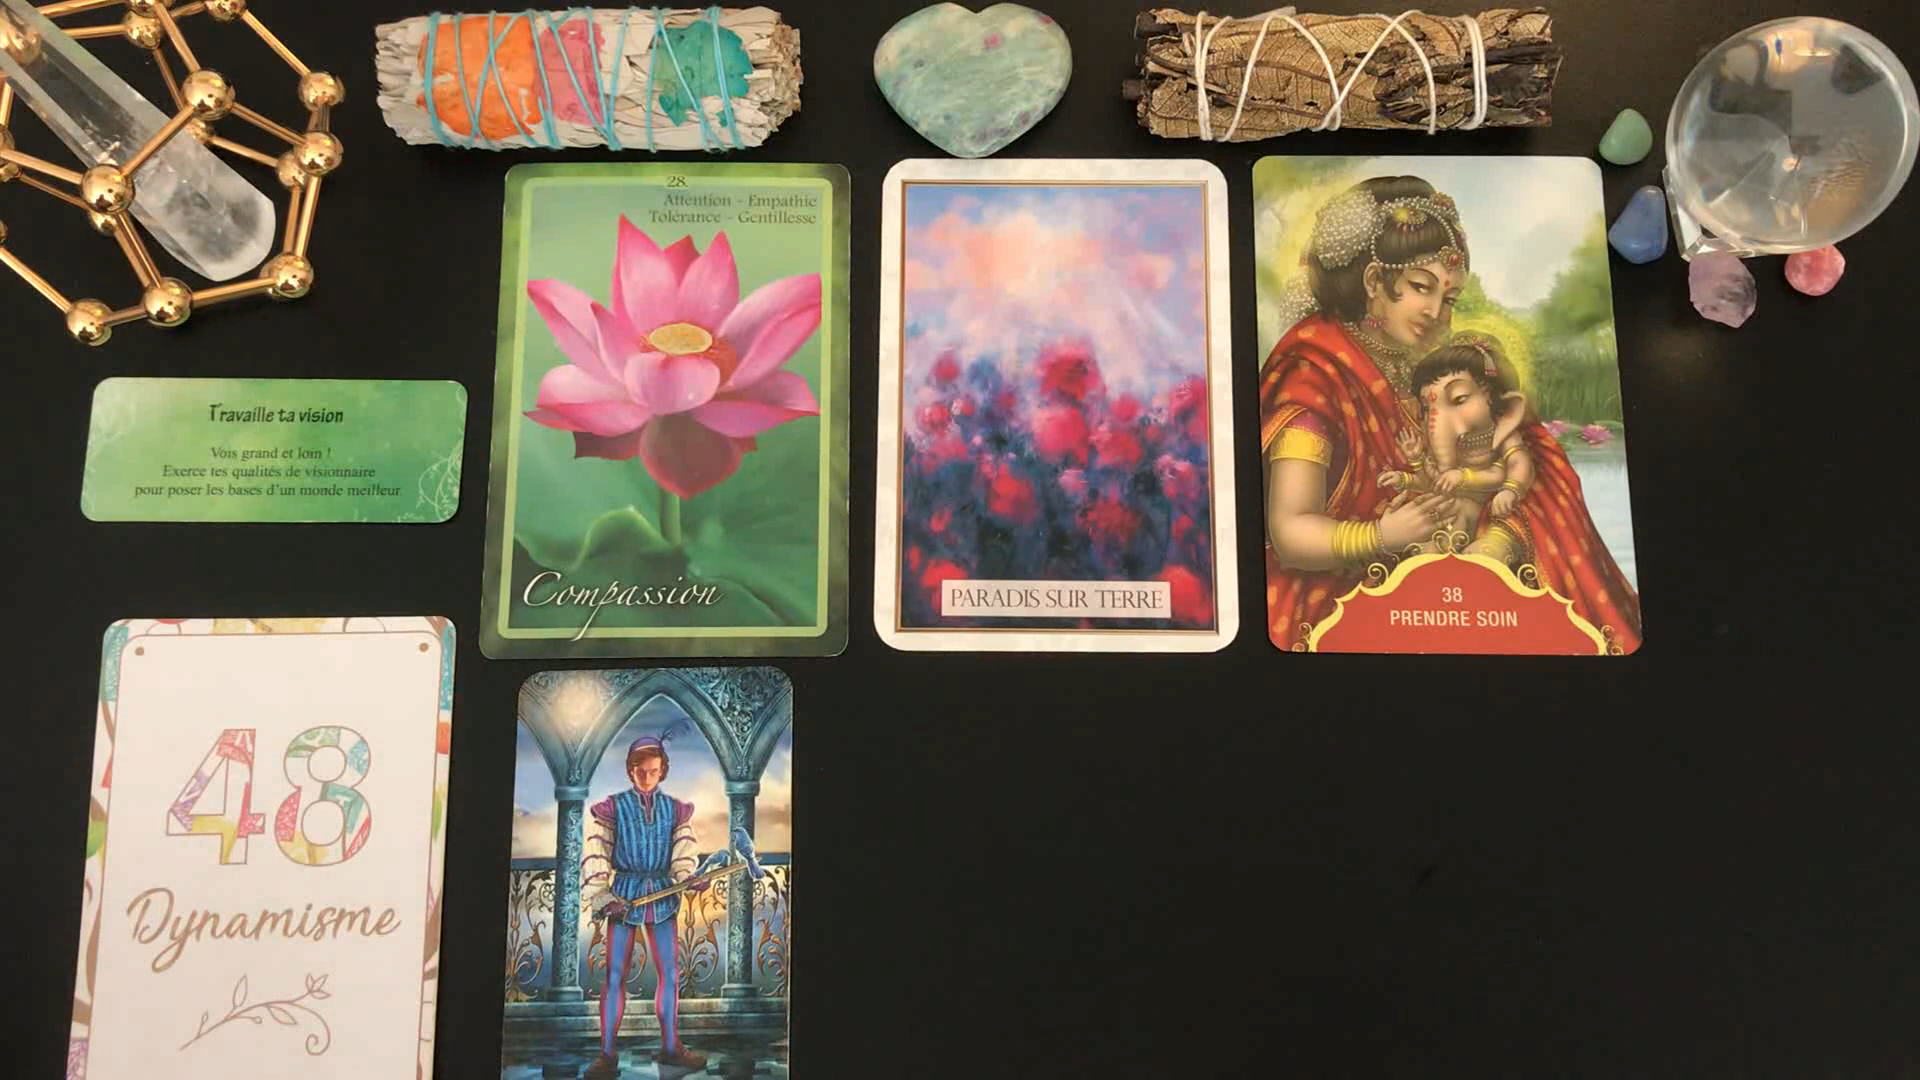 28.
Attention - Empathie
Tolérance - Gentillesse
Compassion
PARADIS SUR TERRE
38
PRENDRE SOIN
Travaille ta vision
Vois grand et loin !
Exerce tes qualités de visionnaire
pour poser les bases d'un monde meilleur.
48
Dynamisme